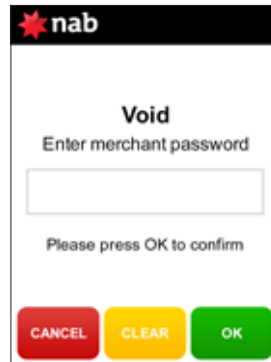 nab
Void
Enter merchant password
Please press OK to confirm
CANCEL CLEAR OK